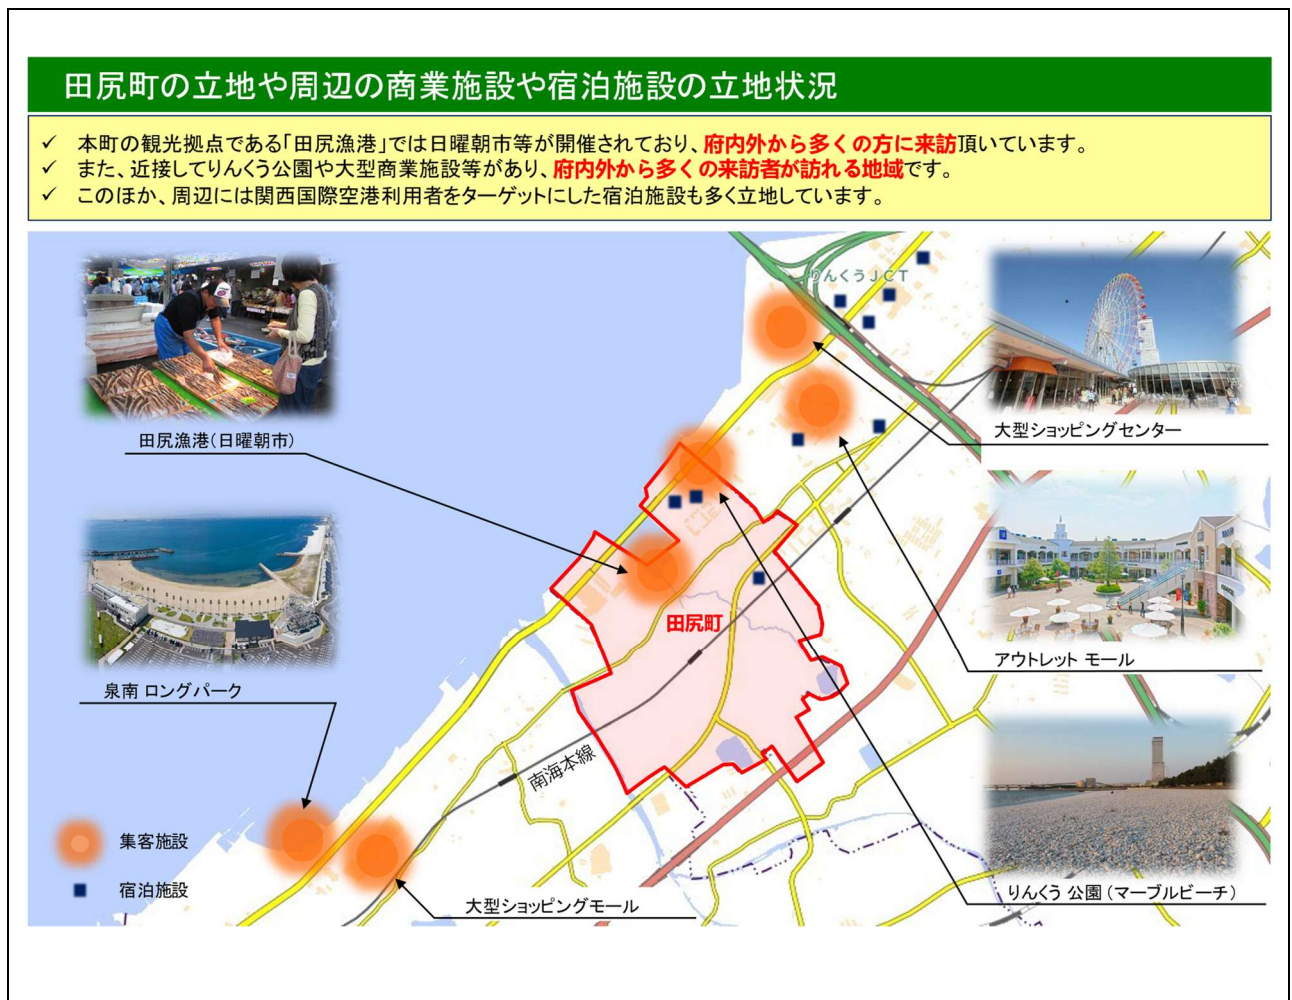 田尻町の立地や周辺の商業施設や宿泊施設の立地状況
✓ 本町の観光拠点である「田尻漁港」では日曜朝市等が開催されており、府内外から多くの方に来訪頂いています。
✓ また、近接してりんくう公園や大型商業施設等があり、府内外から多くの来訪者が訪れる地域です。
✓ このほか、周辺には関西国際空港利用者をターゲットにした宿泊施設も多く立地しています。
りんくうJCT
田尻漁港(日曜朝市)
大型ショッピングセンター
アウトレット モール
田尻町
泉南 ロングパーク
南海本線
集客施設
宿泊施設
大型ショッピングモール
りんくう 公園 (マーブルビーチ)